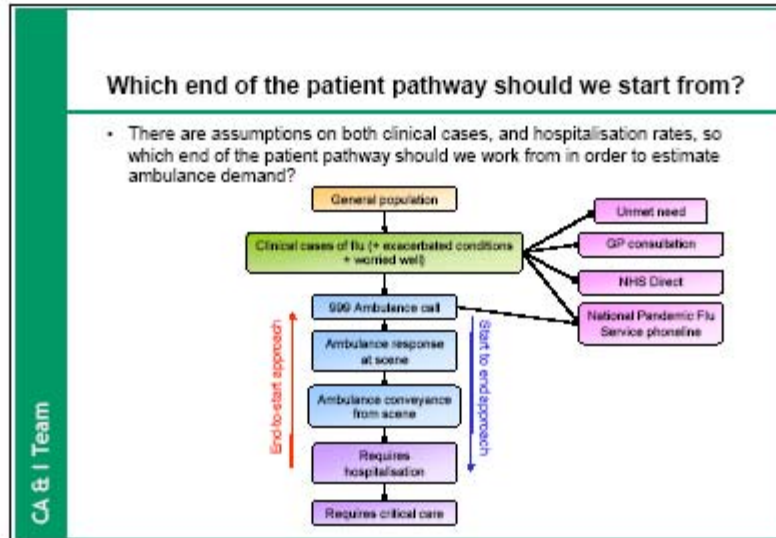 Which end of the patient pathway should we start from?
• There are assumptions on both clinical cases, and hospitalisation rates, so
which end of the patient pathway should we work from in order to estimate
ambulance demand?
General population
Clinical cases of flu (+ exacerbated conditions
+ worried well)
Unmet need
GP consultation
NHS Direct
National Pandemic Flu
Service phoneline
999 Ambulance call
Ambulance response
at scene
Ambulance conveyance
from scene
Requires
hospitalisation
Requires critical care
End-to-start approach
Start to end approach
CA & I Team